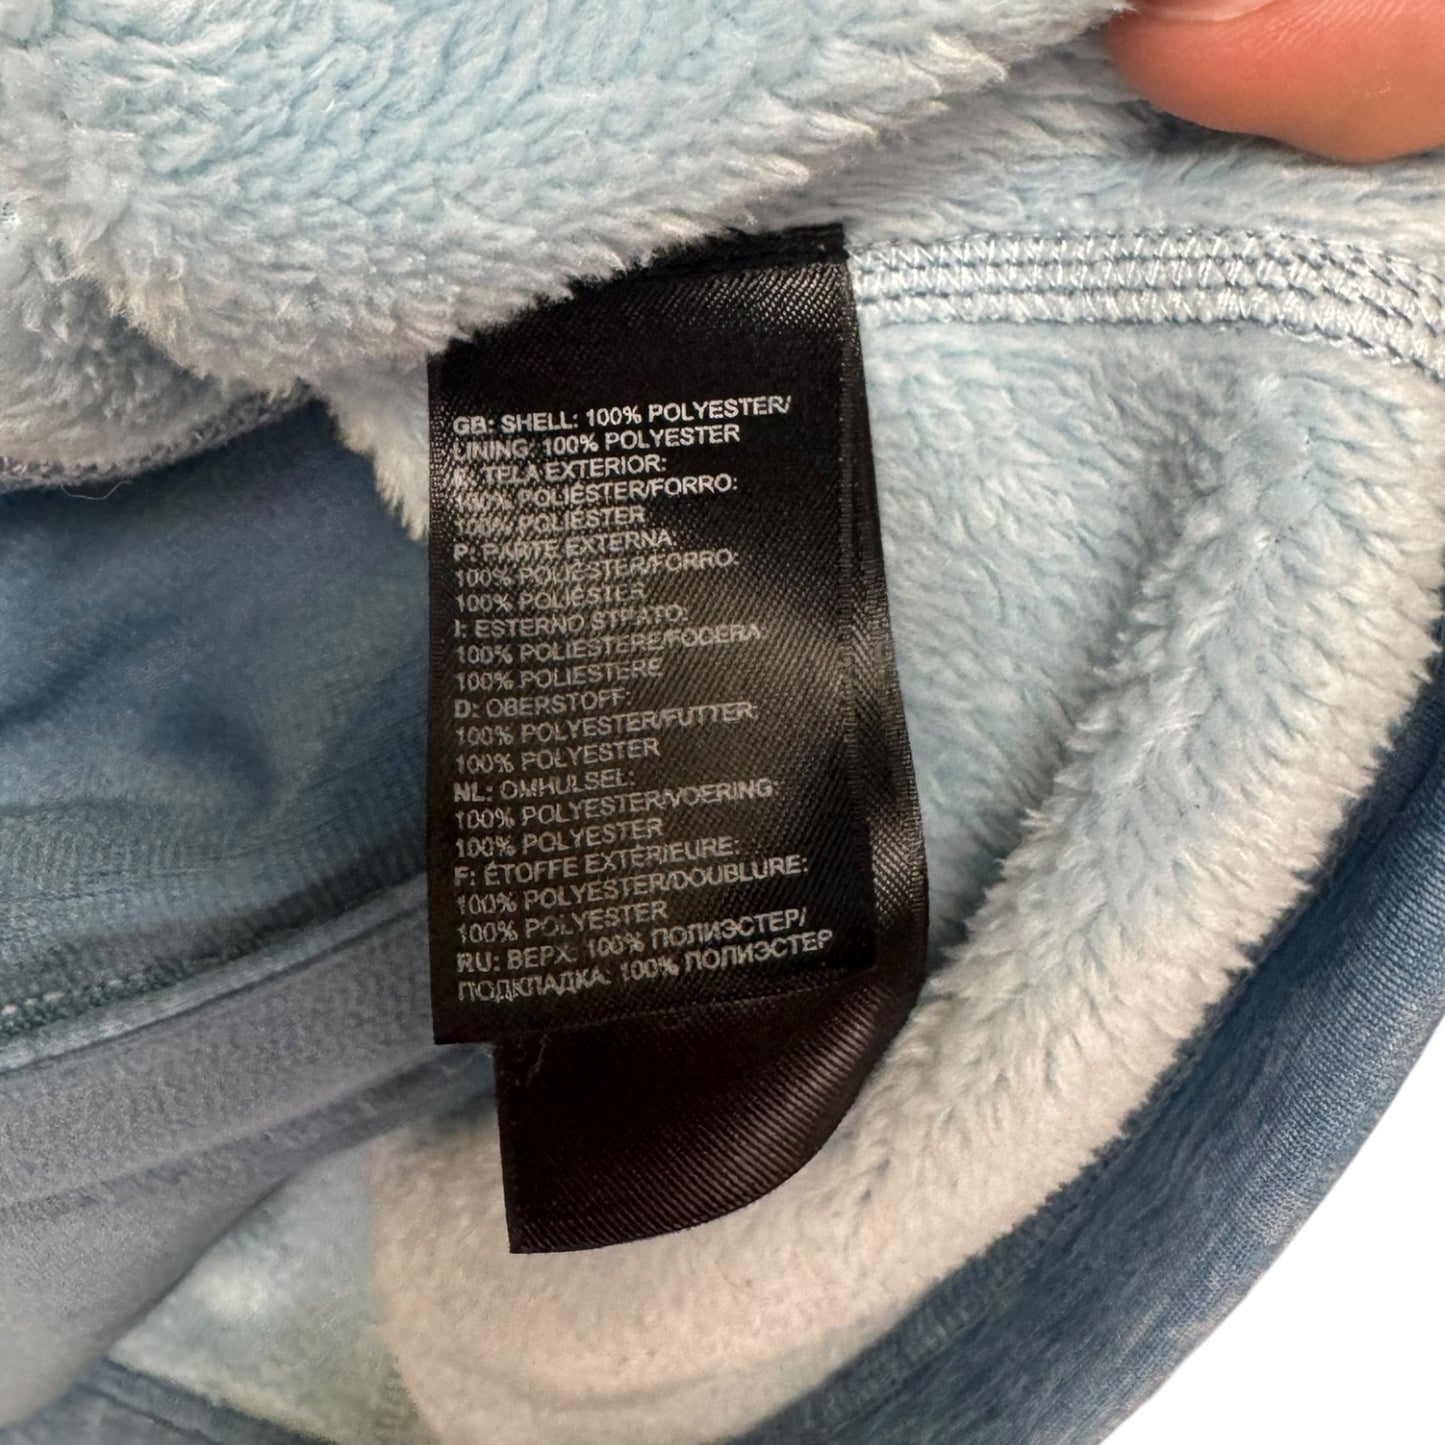 GB: SHELL: 100% POLYESTER/
LINING: 100% POLYESTER
E: TELA EXTERIOR:
100% POLIÉSTER/FORRO:
100% POLIÉSTER
P: PARTE EXTERNA:
100% POLIÉSTER/FORRO:
100% POLIÉSTER
I: ESTERNO STRATO:
100% POLIESTERE/FODERA
100% POLIESTERE
D: OBERSTOFF:
100% POLYESTER/FUTTER:
100% POLYESTER
NL: OMHULSEL:
100% POLYESTER/VOERING:
100% POLYESTER
F: ÉTOFFE EXTÉRIEURE:
100% POLYESTER/DOUBLURE:
100% POLYESTER
RU: ВЕРХ: 100% ПОЛИЭСТЕР/
ПОДКЛАДКА: 100% ПОЛИЭСТЕР